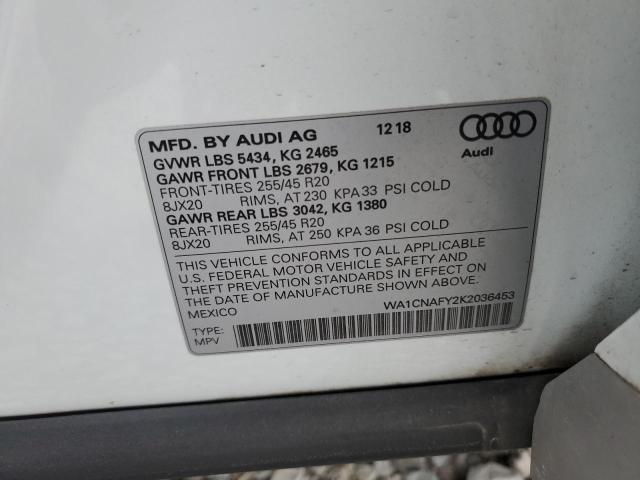 MFD. BY AUDI AG 12 18
GVWR LBS 5434, KG 2465
GAWR FRONT LBS 2679, KG 1215
FRONT-TIRES 255/45 R20
8JX20 RIMS, AT 230 KPA 33 PSI COLD
GAWR REAR LBS 3042, KG 1380
REAR-TIRES 255/45 R20
8JX20 RIMS, AT 250 KPA 36 PSI COLD
Audi
THIS VEHICLE CONFORMS TO ALL APPLICABLE
U.S. FEDERAL MOTOR VEHICLE SAFETY AND
THEFT PREVENTION STANDARDS IN EFFECT ON
THE DATE OF MANUFACTURE SHOWN ABOVE.
MEXICO
WA1CNAFY2K2036453
TYPE:
MPV